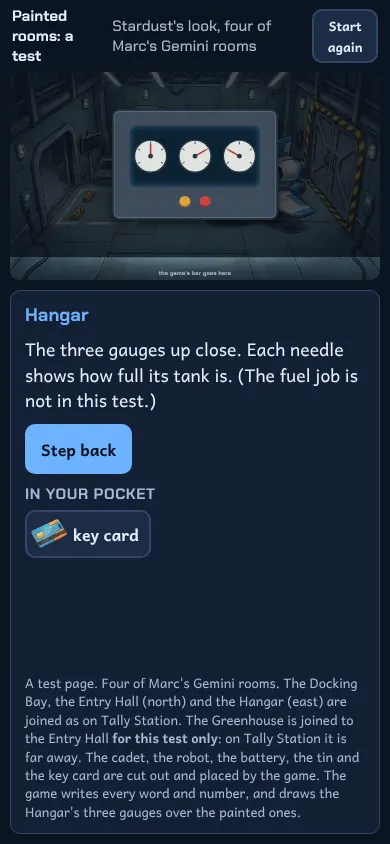 Painted rooms: a test
Stardust's look, four of Marc's Gemini rooms
Start again
the game's bar goes here
Hangar
The three gauges up close. Each needle
shows how full its tank is. (The fuel job is
not in this test.)
Step back
IN YOUR POCKET
key card
A test page. Four of Marc's Gemini rooms. The Docking
Bay, the Entry Hall (north) and the Hangar (east) are
joined as on Tally Station. The Greenhouse is joined to
the Entry Hall for this test only: on Tally Station it is
far away. The cadet, the robot, the battery, the tin and
the key card are cut out and placed by the game. The
game writes every word and number, and draws the
Hangar's three gauges over the painted ones.